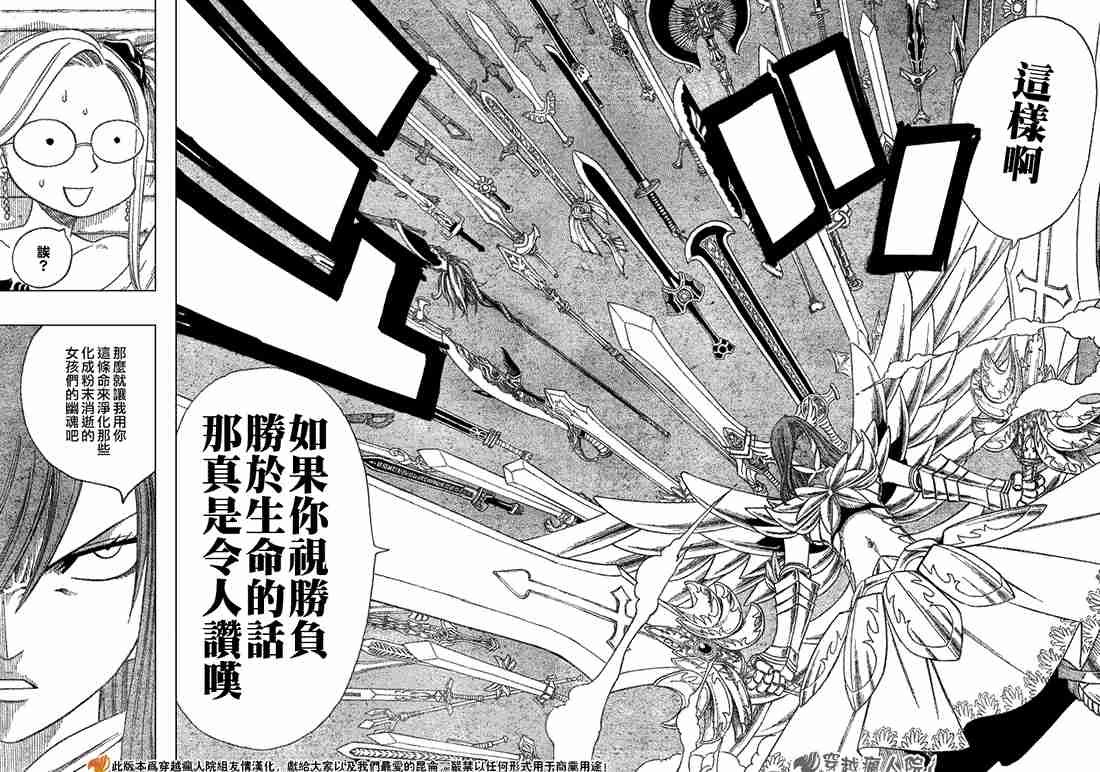 這樣啊
如果你視勝負
勝於生命的話
那真是令人讚嘆
誒？
那麼就讓我用你
這條命來淨化那些
化成粉末消逝的
女孩們的幽魂吧
此版本為穿越瘋人院組友情漢化，獻給大家以及我們最愛的昆侖
嚴禁以任何形式用于商業用途！
穿越瘋人院